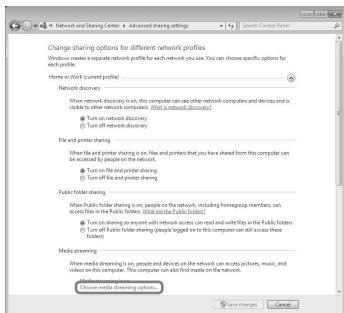 « Network and Sharing Center ▸ Advanced sharing settings
Search Control Panel
Change sharing options for different network profiles
Windows creates a separate network profile for each network you use. You can choose specific options for
each profile.
Home or Work (current profile)
Network discovery
When network discovery is on, this computer can see other network computers and devices and is
visible to other network computers. What is network discovery?
Turn on network discovery
Turn off network discovery
File and printer sharing
When file and printer sharing is on, files and printers that you have shared from this computer can
be accessed by people on the network.
Turn on file and printer sharing
Turn off file and printer sharing
Public folder sharing
When Public folder sharing is on, people on the network, including homegroup members, can
access files in the Public folders. What are the Public folders?
Turn on sharing so anyone with network access can read and write files in the Public folders
Turn off Public folder sharing (people logged on to this computer can still access these
folders)
Media streaming
When media streaming is on, people and devices on the network can access pictures, music, and
videos on this computer. This computer can also find media on the network.
Choose media streaming options...
Save changes
Cancel